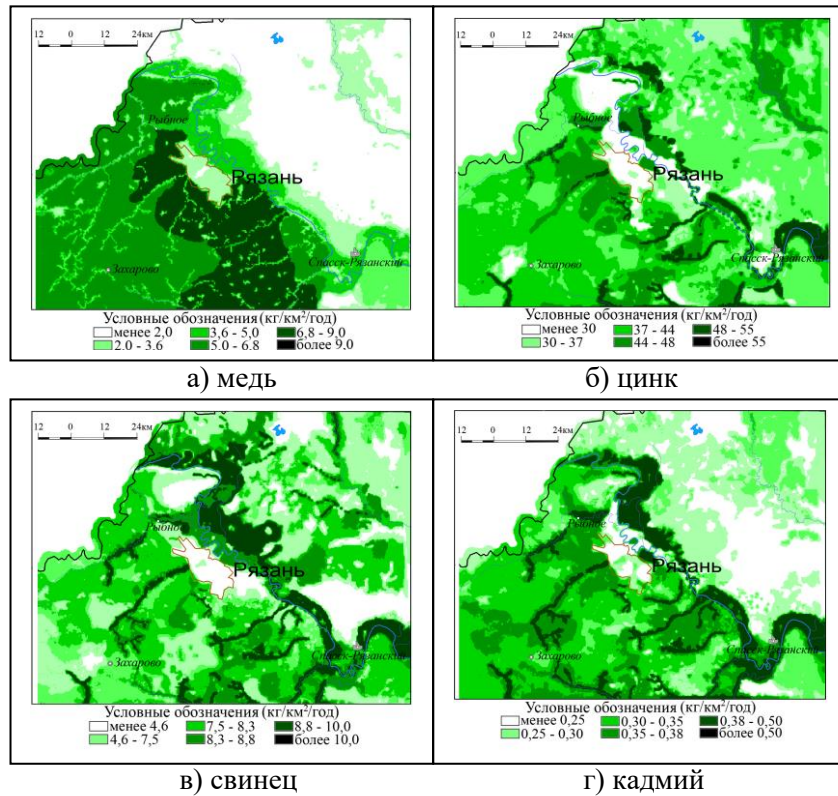 12 0 24км
Рыбное
Рязань
Захарово
Спасск-Рязанский
Условные обозначения (кг/км²/год)
менее 2,0 3,6 - 5,0 6,8 - 9,0
2,0 - 3,6 5,0 - 6,8 более 9,0
а) медь
12 0 24км
Рыбное
Рязань
Захарово
Спасск-Рязанский
Условные обозначения (кг/км²/год)
менее 30 37 - 44 48 - 55
30 - 37 44 - 48 более 55
б) цинк
12 0 24км
Рыбно
Рязань
Захарово
Спасск-Рязанский
Условные обозначения (кг/км²/год)
менее 4,6 7,5 - 8,3 8,8 - 10,0
4,6 - 7,5 8,3 - 8,8 более 10,0
в) свинец
12 0 24км
Рыбное
Рязань
Захарово
Спасск-Рязанский
Условные обозначения (кг/км²/год)
менее 0,25 0,30 - 0,35 0,38 - 0,50
0,25 - 0,30 0,35 - 0,38 более 0,50
г) кадмий